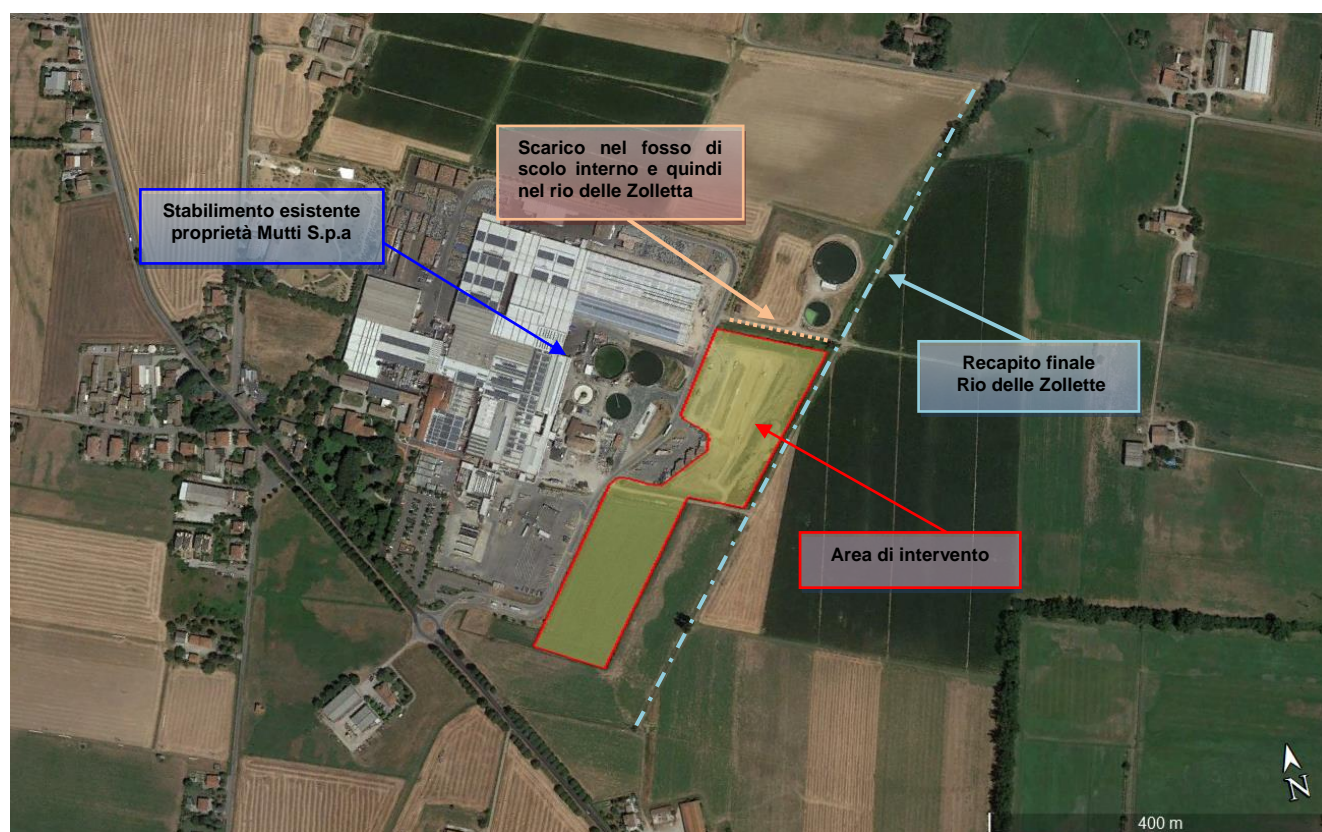 Scarico nel fosso di
scolo interno e quindi
nel rio delle Zolletta
Stabilimento esistente
proprietà Mutti S.p.a
Recapito finale
Rio delle Zollette
Area di intervento
N
400 m